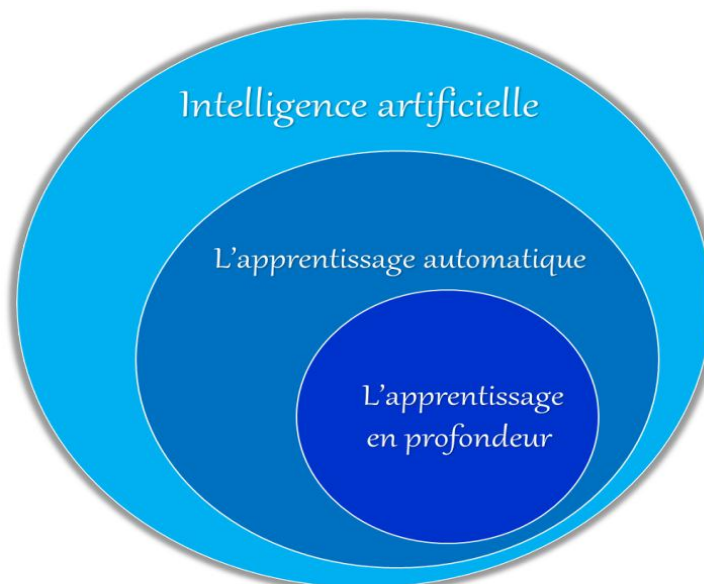 Intelligence artificielle
L’apprentissage automatique
L’apprentissage
en profondeur